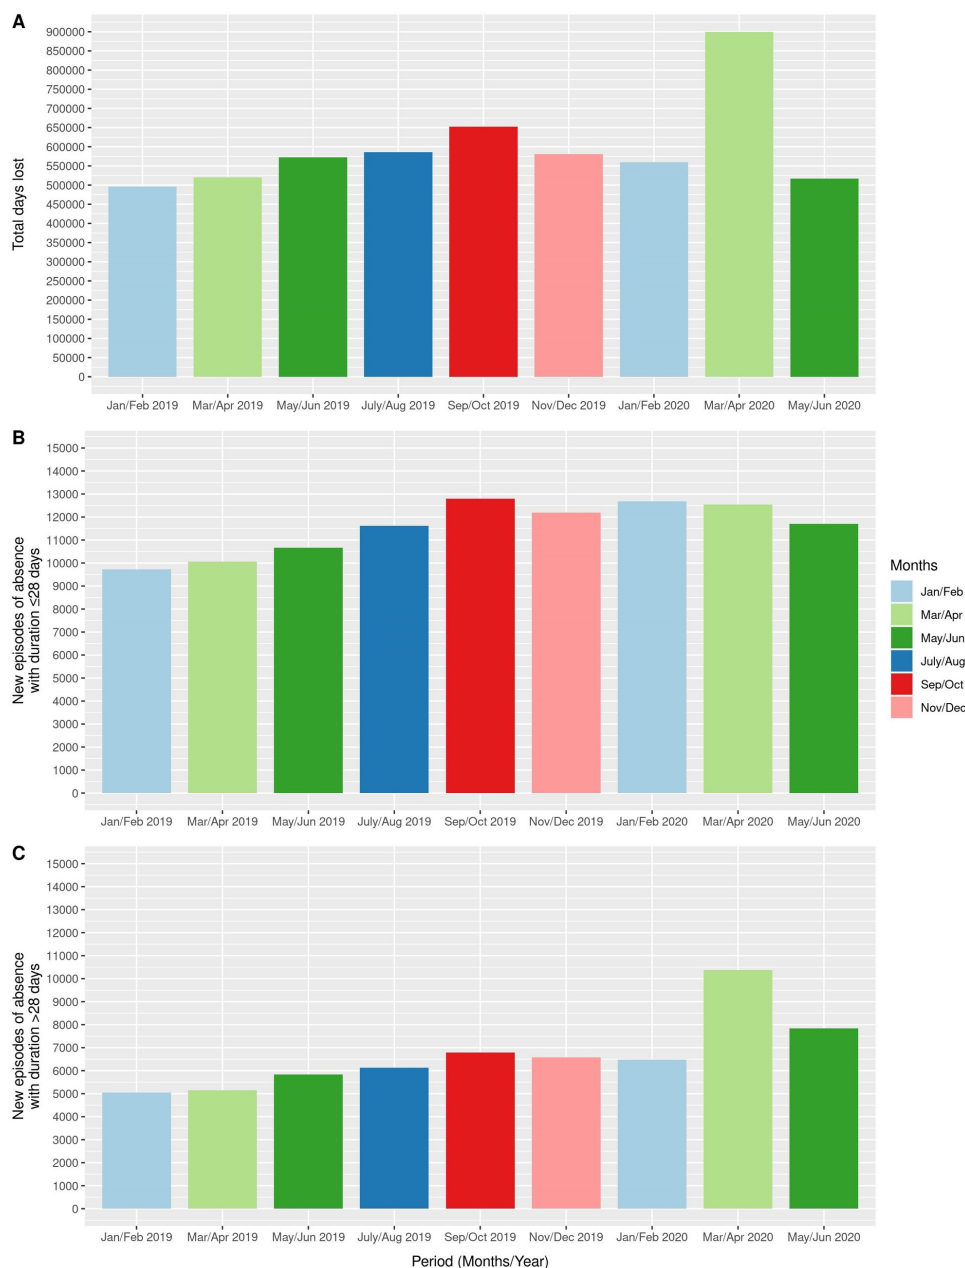 A
900000
850000
800000
750000
700000
650000
600000
550000
500000
450000
400000
350000
300000
250000
200000
150000
100000
50000
0
Total days lost
Jan/Feb 2019 Mar/Apr 2019 May/Jun 2019 July/Aug 2019 Sep/Oct 2019 Nov/Dec 2019 Jan/Feb 2020 Mar/Apr 2020 May/Jun 2020
B
15000
14000
13000
12000
11000
10000
9000
8000
7000
6000
5000
4000
3000
2000
1000
0
New episodes of absence
with duration ≤28 days
Jan/Feb 2019 Mar/Apr 2019 May/Jun 2019 July/Aug 2019 Sep/Oct 2019 Nov/Dec 2019 Jan/Feb 2020 Mar/Apr 2020 May/Jun 2020
Months
Jan/Feb
Mar/Apr
May/Jun
July/Aug
Sep/Oct
Nov/Dec
C
15000
14000
13000
12000
11000
10000
9000
8000
7000
6000
5000
4000
3000
2000
1000
0
New episodes of absence
with duration >28 days
Jan/Feb 2019 Mar/Apr 2019 May/Jun 2019 July/Aug 2019 Sep/Oct 2019 Nov/Dec 2019 Jan/Feb 2020 Mar/Apr 2020 May/Jun 2020
Period (Months/Year)